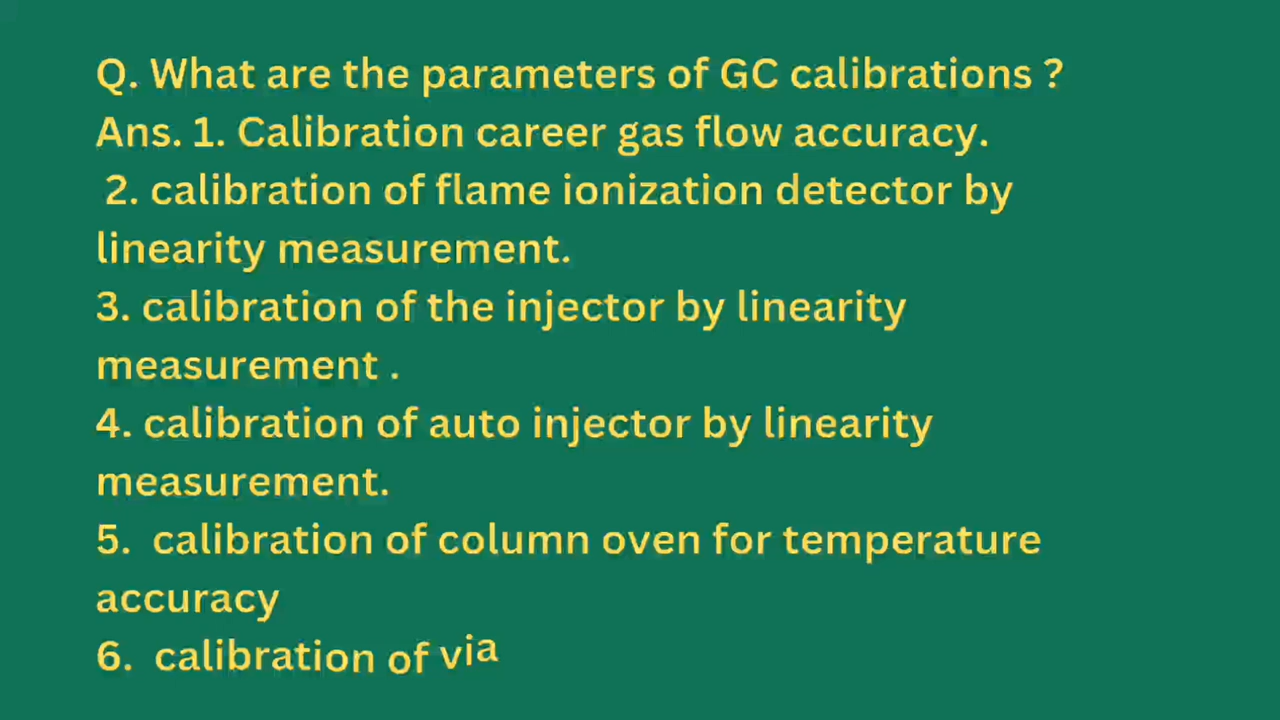 Q. What are the parameters of GC calibrations ?
Ans. 1. Calibration career gas flow accuracy.
2. calibration of flame ionization detector by
linearity measurement.
3. calibration of the injector by linearity
measurement .
4. calibration of auto injector by linearity
measurement.
5. calibration of column oven for temperature
accuracy
6. calibration of via